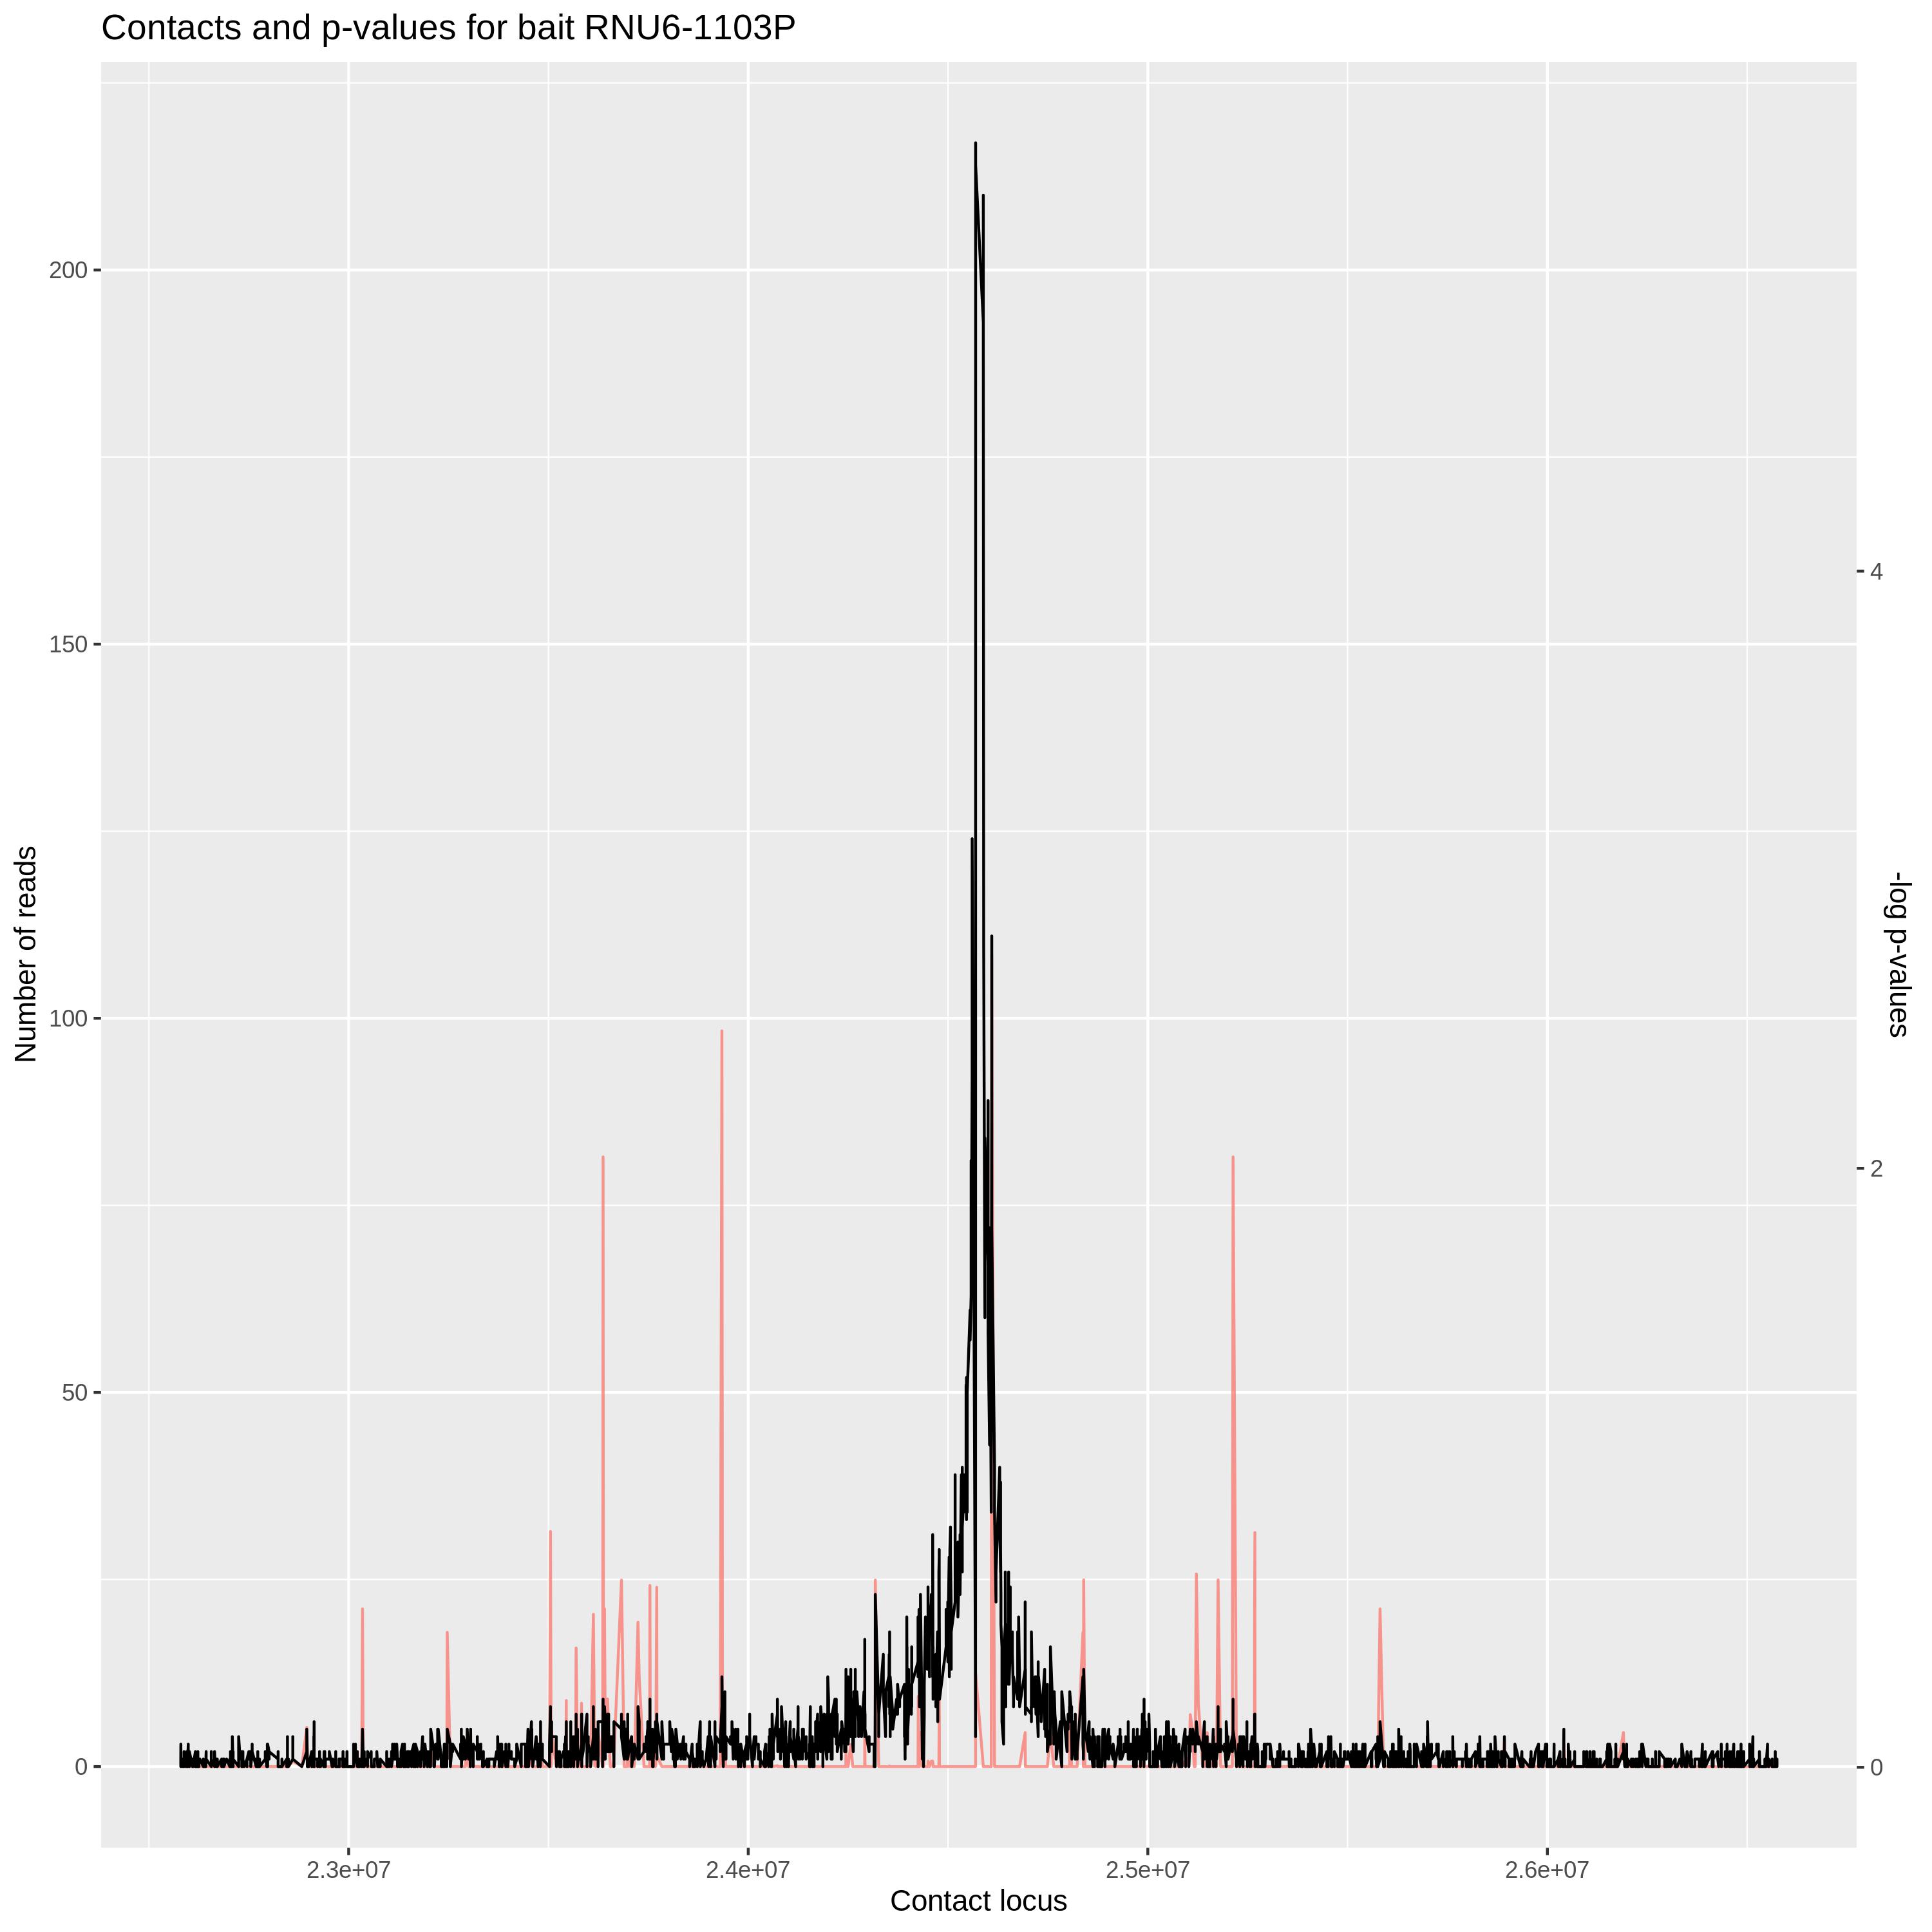 Contacts and p-values for bait RNU6-1103P
200
150
100
50
0
Number of reads
4
2
0
-log p-values
2.3e+07
2.4e+07
2.5e+07
2.6e+07
Contact locus